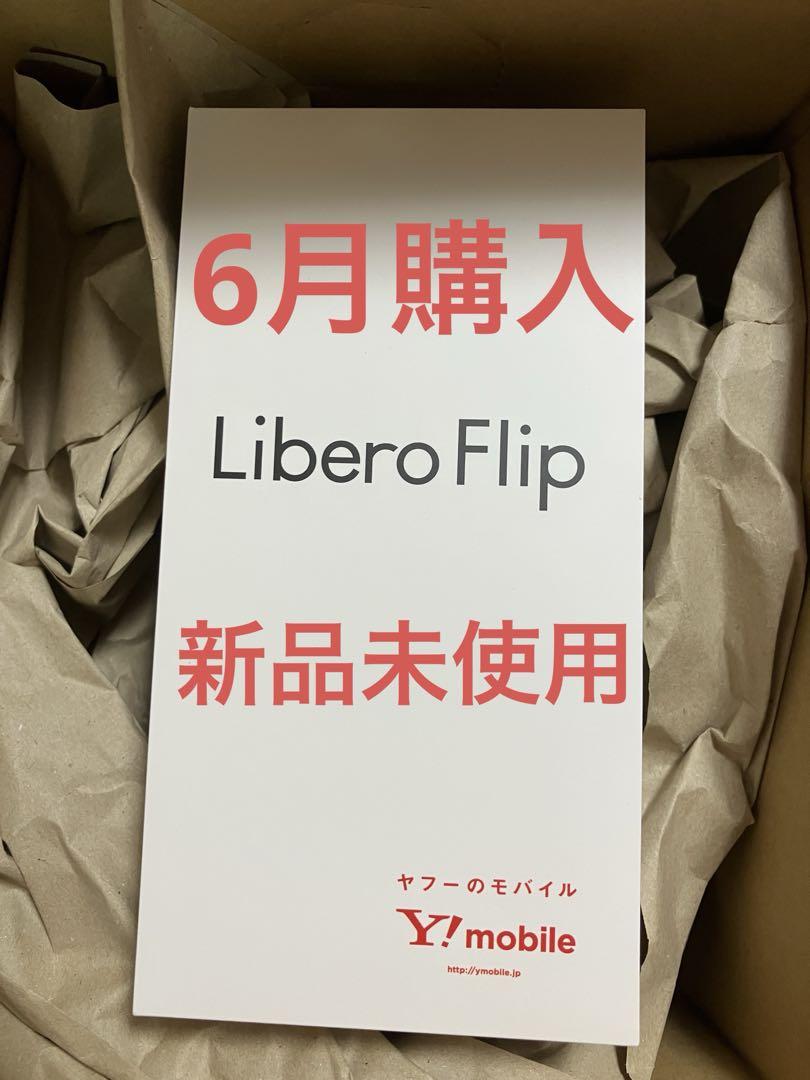 6月購入
Libero Flip
新品未使用
ヤフーのモバイル
Y!mobile
http://ymobile.jp